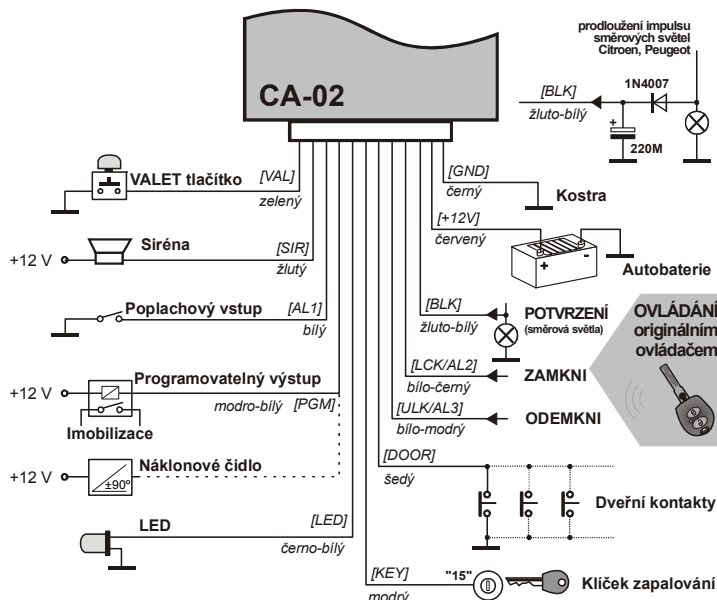 prodloužení impulsu
směrových světel
Citroen, Peugeot
1N4007
[BLK]
žluto-bílý
+
220M
CA-02
VALET tlačítko
[VAL]
zelený
+12 V
Siréna
[SIR]
žlutý
Poplachový vstup
[AL1]
bílý
+12 V
Programovatelný výstup
modro-bílý
[PGM]
Imobilizace
+12 V
Náklonové čidlo
±90°
LED
[LED]
černo-bílý
[GND]
černý
Kostra
[+12V]
červený
+
-
Autobaterie
[BLK]
žluto-bílý
POTVRZENÍ
(směrová světla)
OVLÁDÁNÍ
originálním
ovládačem
[LCK/AL2]
bílo-černý
ZAMKNI
[ULK/AL3]
bílo-modrý
ODEMKNI
[DOOR]
šedý
Dveřní kontakty
[KEY]
modrý
"15"
Klíček zapalování